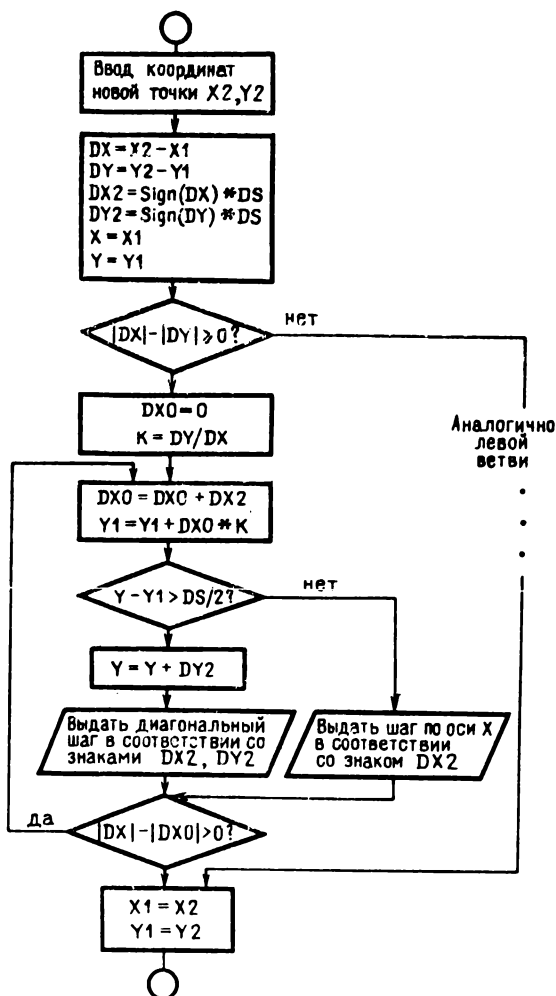 Ввод координат
новой точки X2,Y2
DX = X2 - X1
DY = Y2 - Y1
DX2 = Sign(DX) * DS
DY2 = Sign(DY) * DS
X = X1
Y = Y1
|DX|-|DY| ⩾ 0?
нет
DX0 = 0
K = DY/DX
Аналогично
левой
ветви
.
.
.
DX0 = DX0 + DX2
Y1 = Y1 + DX0 * K
Y - Y1 > DS/2?
нет
Y = Y + DY2
Выдать диагональный
шаг в соответствии со
знаками DX2, DY2
Выдать шаг по оси X
в соответствии
со знаком DX2
да
|DX|-|DX0|>0?
X1 = X2
Y1 = Y2